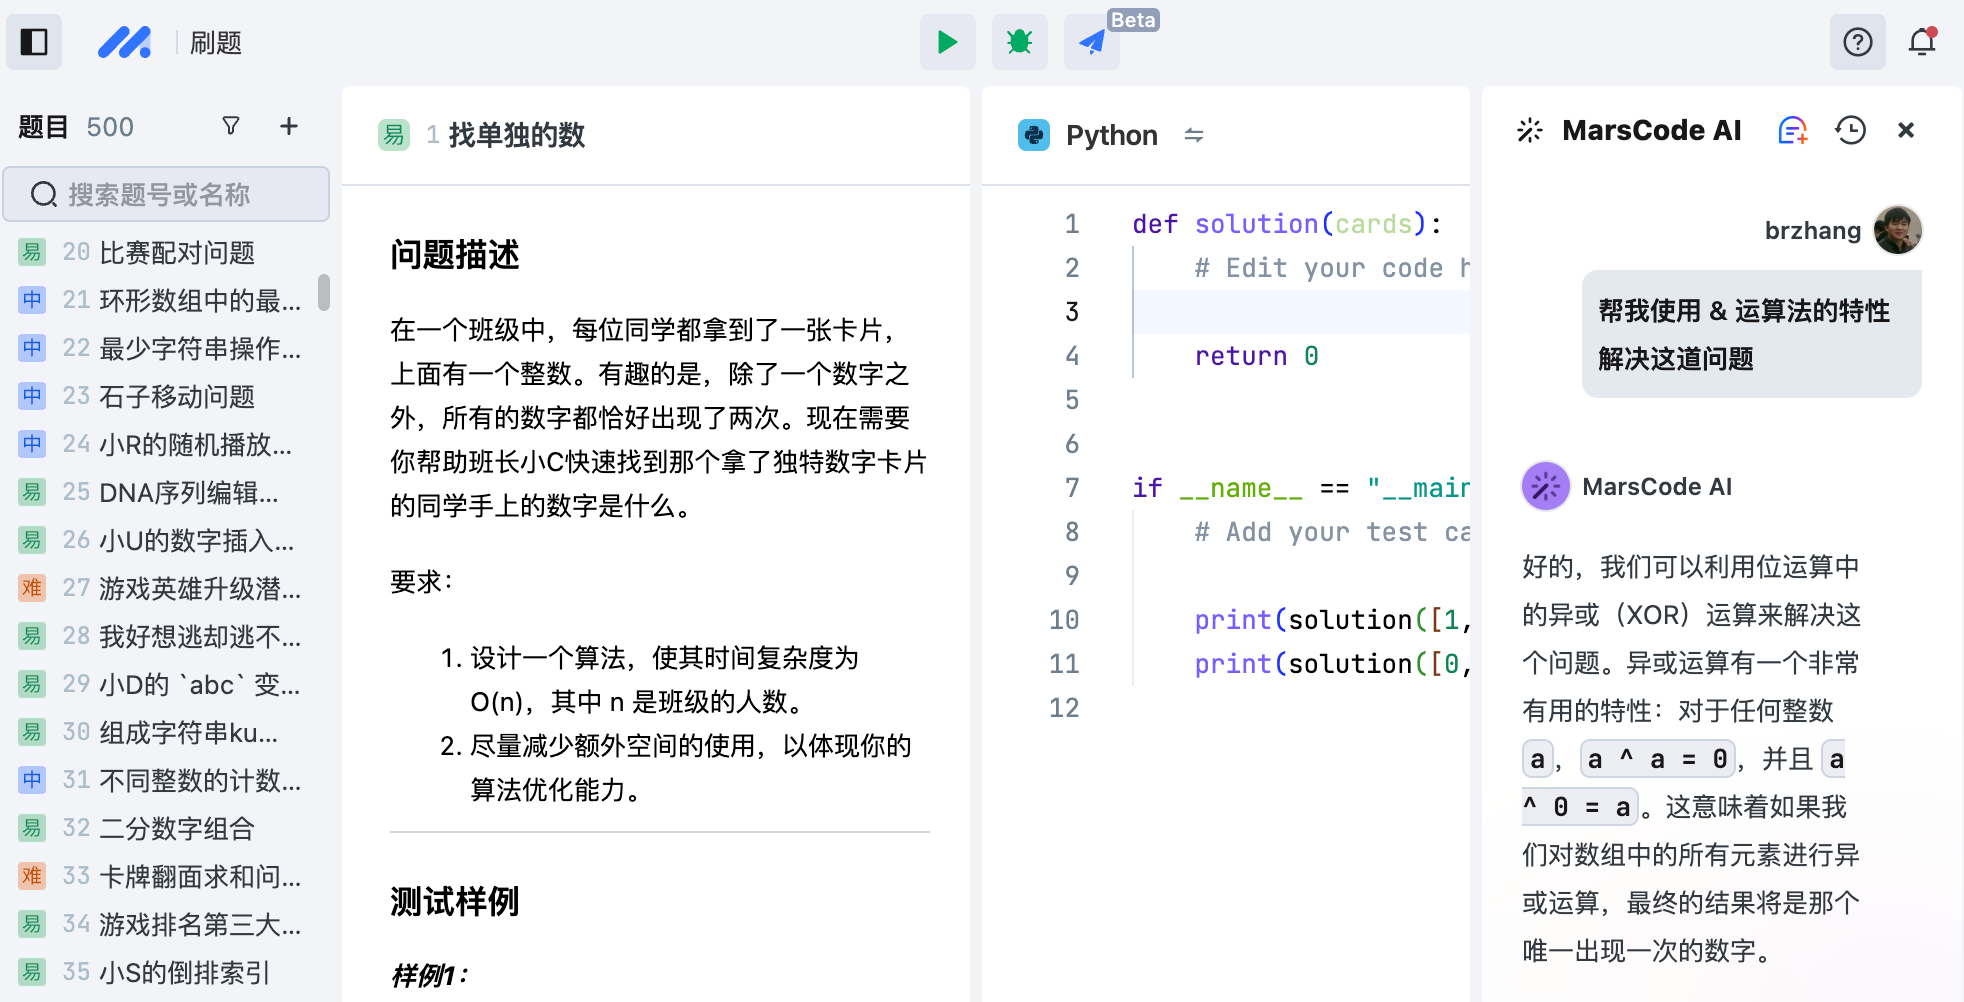 刷题
Beta
题目 500
搜索题号或名称
易 20 比赛配对问题
中 21 环形数组中的最...
中 22 最少字符串操作...
中 23 石子移动问题
中 24 小R的随机播放...
易 25 DNA序列编辑...
易 26 小U的数字插入...
难 27 游戏英雄升级潜...
易 28 我好想逃却逃不...
易 29 小D的 `abc` 变...
易 30 组成字符串ku...
中 31 不同整数的计数...
易 32 二分数字组合
难 33 卡牌翻面求和问...
易 34 游戏排名第三大...
易 35 小S的倒排索引
易 1 找单独的数
问题描述
在一个班级中，每位同学都拿到了一张卡片，
上面有一个整数。有趣的是，除了一个数字之
外，所有的数字都恰好出现了两次。现在需要
你帮助班长小C快速找到那个拿了独特数字卡片
的同学手上的数字是什么。
要求：
1. 设计一个算法，使其时间复杂度为
O(n)，其中 n 是班级的人数。
2. 尽量减少额外空间的使用，以体现你的
算法优化能力。
测试样例
样例1：
Python
1 def solution(cards):
2 # Edit your code h
3
4 return 0
5
6
7 if __name__ == "__main
8 # Add your test ca
9
10 print(solution([1,
11 print(solution([0,
12
MarsCode AI
brzhang
帮我使用 & 运算法的特性
解决这道问题
MarsCode AI
好的，我们可以利用位运算中
的异或（XOR）运算来解决这
个问题。异或运算有一个非常
有用的特性：对于任何整数
a，a ^ a = 0，并且 a
^ 0 = a。这意味着如果我
们对数组中的所有元素进行异
或运算，最终的结果将是那个
唯一出现一次的数字。